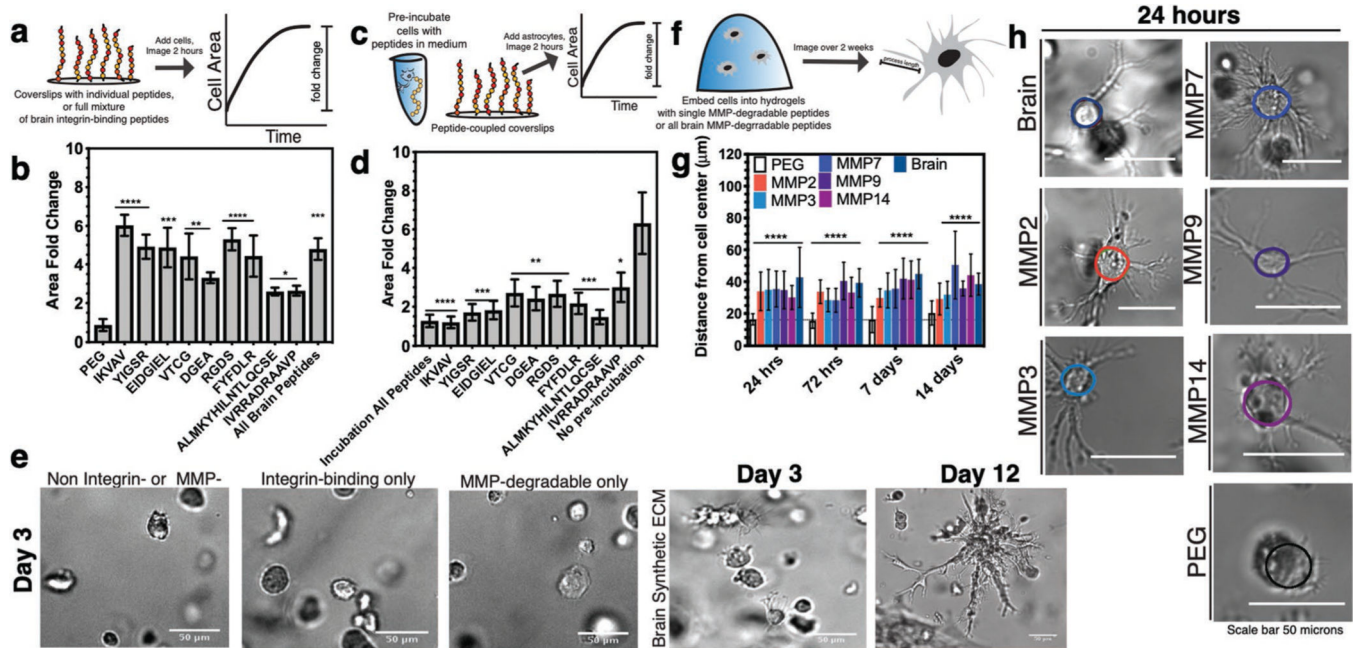 a
Add cells,
Image 2 hours
Coverslips with individual peptides,
or full mixture
of brain integrin-binding peptides
Cell Area
fold change
Time
c
Pre-incubate
cells with
peptides in medium
Add astrocytes,
Image 2 hours
Peptide-coupled coverslips
Cell Area
fold change
Time
f
Image over 2 weeks
process length
Embed cells into hydrogels
with single MMP-degradable peptides
or all brain MMP-degradable peptides
b
Area Fold Change
10
8
6
4
2
0
****
***
**
****
*
***
PEG
IKVAV
YIGSR
EIDGIEL
VTCG
DGEA
RGDS
FYFDLR
ALMKYHILNTLQCSE
IVRRADRAAVP
All Brain Peptides
d
Area Fold Change
10
8
6
4
2
0
****
***
**
***
*
Incubation All Peptides
IKVAV
YIGSR
EIDGIEL
VTCG
DGEA
RGDS
FYFDLR
ALMKYHILNTLQCSE
IVRRADRAAVP
No pre-incubation
g
Distance from cell center (μm)
120
100
80
60
40
20
0
PEG
MMP2
MMP3
MMP7
MMP9
MMP14
Brain
****
****
****
****
24 hrs
72 hrs
7 days
14 days
e
Day 3
Non Integrin- or MMP-
50 μm
Integrin-binding only
50 μm
MMP-degradable only
50 μm
Brain Synthetic ECM
Day 3
50 μm
Day 12
50 μm
h
24 hours
Brain
MMP7
MMP2
MMP9
MMP3
MMP14
PEG
Scale bar 50 microns